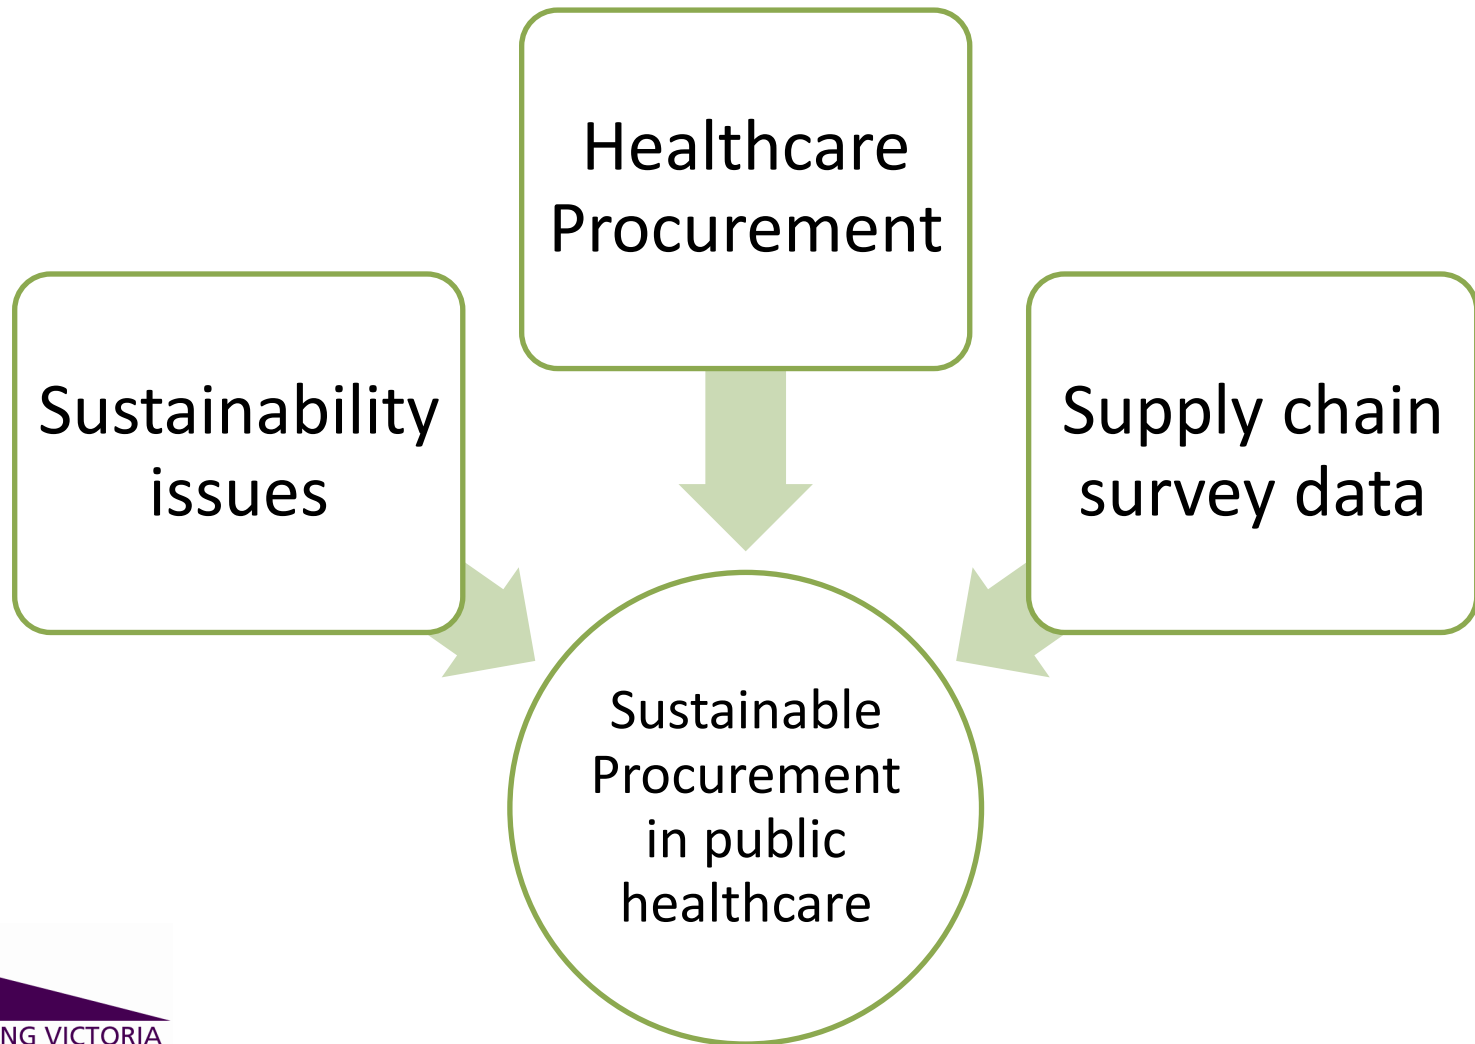 Healthcare
Procurement
Sustainability
issues
Supply chain
survey data
Sustainable
Procurement
in public
healthcare
NG VICTORIA